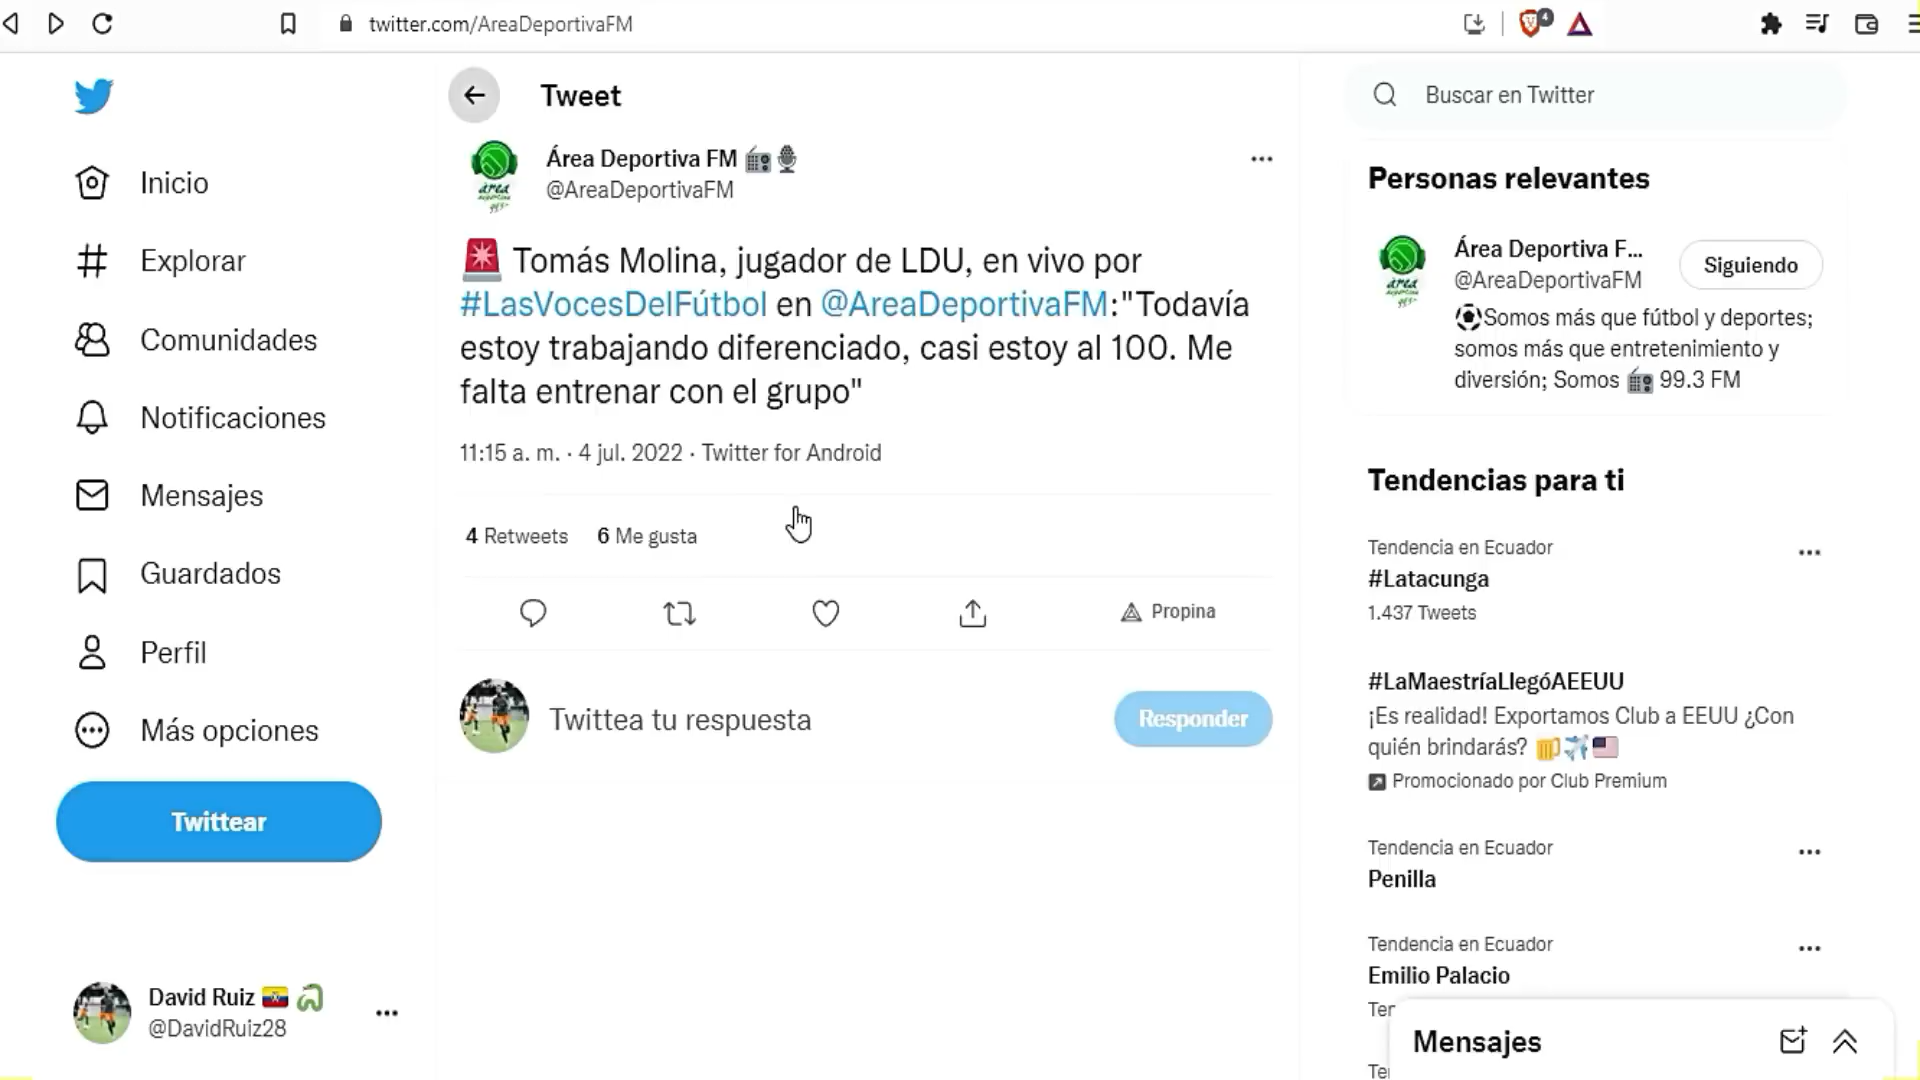 twitter.com/AreaDeportivaFM
4
Inicio
Explorar
Comunidades
Notificaciones
Mensajes
Guardados
Perfil
Más opciones
Twittear
David Ruiz
@DavidRuiz28
Tweet
Área Deportiva FM
@AreaDeportivaFM
Tomás Molina, jugador de LDU, en vivo por
#LasVocesDelFútbol en @AreaDeportivaFM:"Todavía
estoy trabajando diferenciado, casi estoy al 100. Me
falta entrenar con el grupo"
11:15 a. m. · 4 jul. 2022 · Twitter for Android
4 Retweets 6 Me gusta
Propina
Twittea tu respuesta
Responder
Buscar en Twitter
Personas relevantes
Área Deportiva F...
@AreaDeportivaFM
Siguiendo
Somos más que fútbol y deportes;
somos más que entretenimiento y
diversión; Somos 99.3 FM
Tendencias para ti
Tendencia en Ecuador
#Latacunga
1.437 Tweets
#LaMaestríaLlegóAEEUU
¡Es realidad! Exportamos Club a EEUU ¿Con
quién brindarás?
Promocionado por Club Premium
Tendencia en Ecuador
Penilla
Tendencia en Ecuador
Emilio Palacio
Mensajes